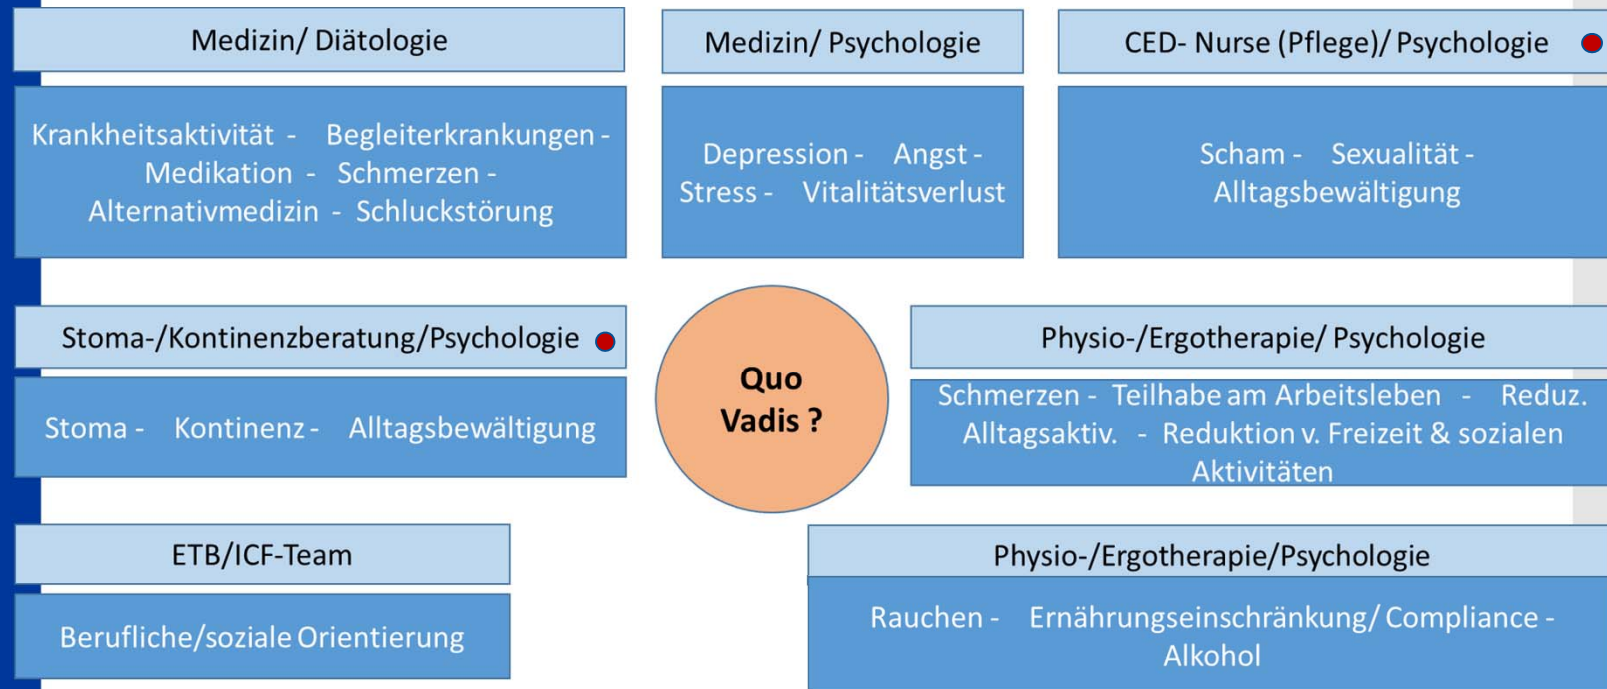 Medizin/ Diätologie
Krankheitsaktivität - Begleiterkrankungen -
Medikation - Schmerzen -
Alternativmedizin - Schluckstörung
Medizin/ Psychologie
Depression - Angst -
Stress - Vitalitätsverlust
CED- Nurse (Pflege)/ Psychologie
Scham - Sexualität -
Alltagsbewältigung
Stoma-/Kontinenzberatung/Psychologie
Stoma - Kontinenz - Alltagsbewältigung
Quo
Vadis ?
Physio-/Ergotherapie/ Psychologie
Schmerzen - Teilhabe am Arbeitsleben - Reduz.
Alltagsaktiv. - Reduktion v. Freizeit & sozialen
Aktivitäten
ETB/ICF-Team
Berufliche/soziale Orientierung
Physio-/Ergotherapie/Psychologie
Rauchen - Ernährungseinschränkung/ Compliance -
Alkohol